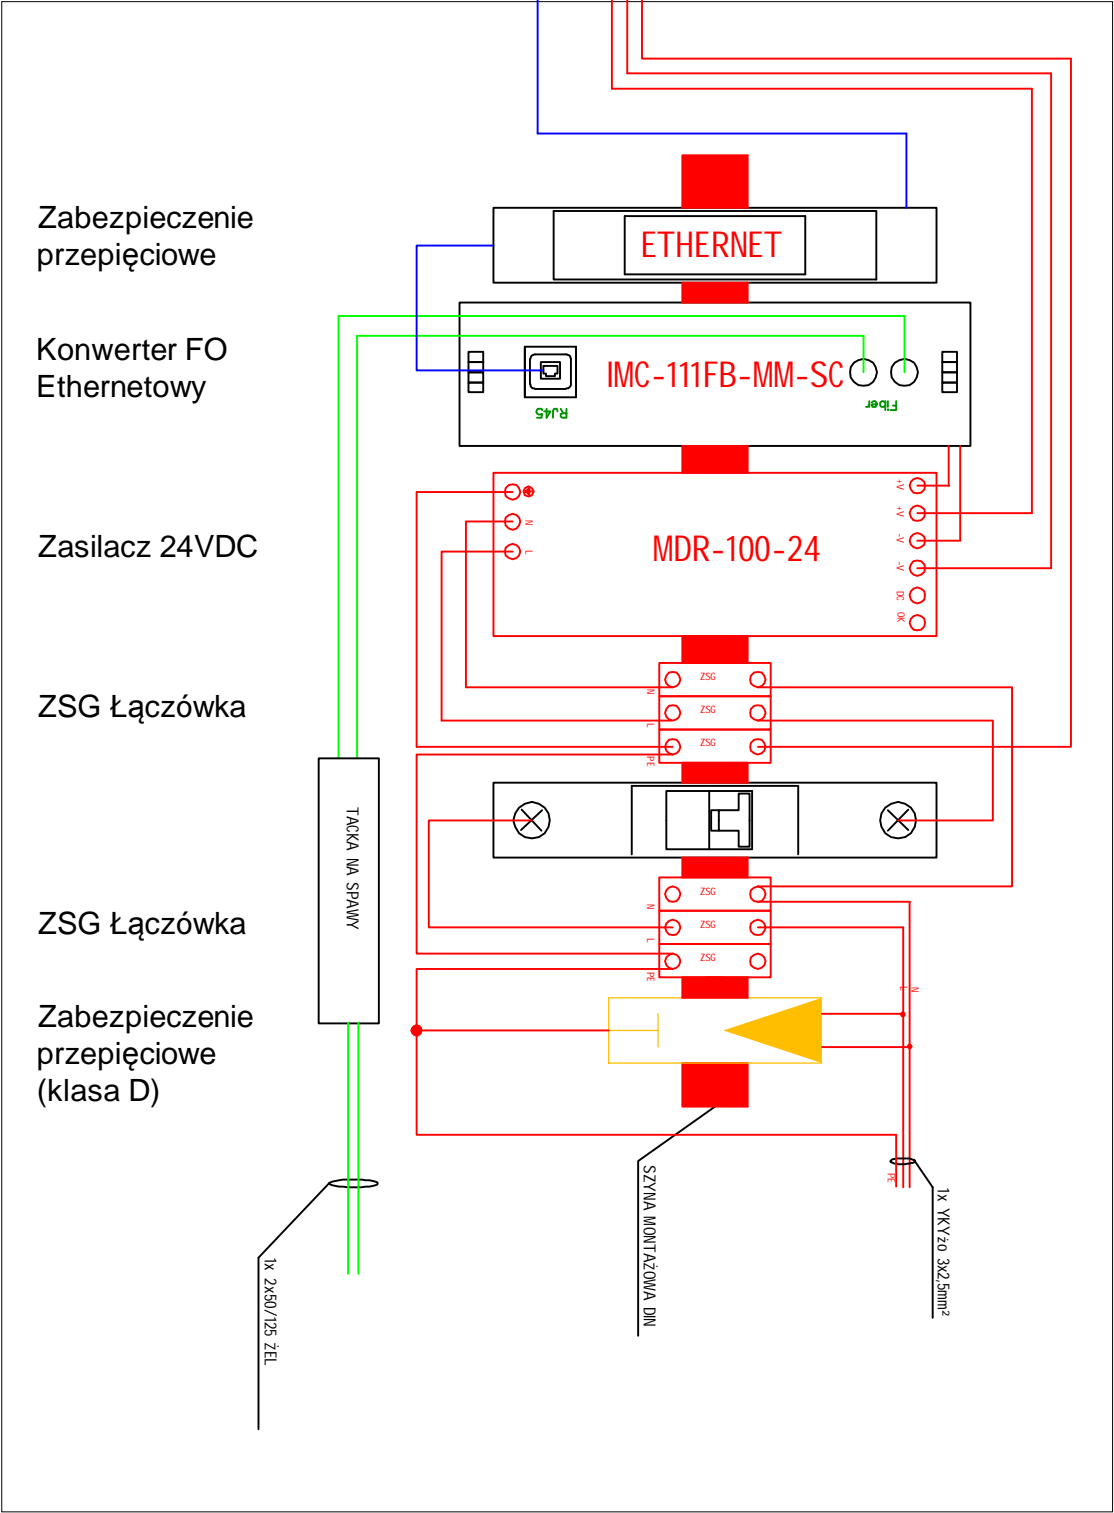 Zabezpieczenie
przepięciowe
ETHERNET
Konwerter FO
Ethernetowy
IMC-111FB-MM-SC
RJ45
Fiber
Zasilacz 24VDC
MDR-100-24
N
L
+V
+V
-V
-V
DC
OK
ZSG Łączówka
ZSG
ZSG
ZSG
N
L
PE
TACKA NA SPAWY
ZSG Łączówka
ZSG
ZSG
ZSG
N
L
PE
L
N
Zabezpieczenie
przepięciowe
(klasa D)
PE
SZYNA MONTAŻOWA DIN
1x YKYżo 3x2,5mm²
1x 2x50/125 ŻEL